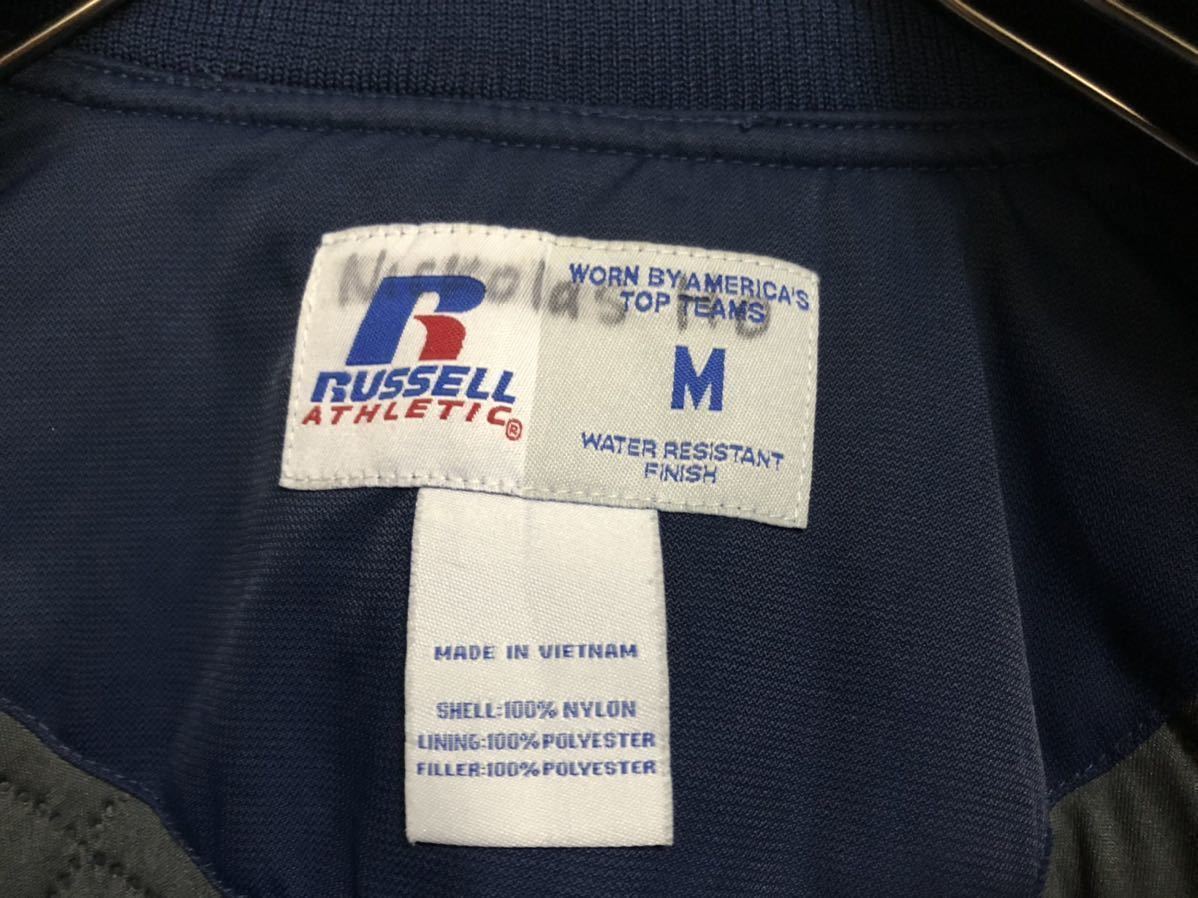 Nicholas
WORN BY AMERICA'S
TOP TEAMS
RUSSELL
ATHLETIC®
M
WATER RESISTANT
FINISH
MADE IN VIETNAM
SHELL:100% NYLON
LINING:100% POLYESTER
FILLER:100% POLYESTER